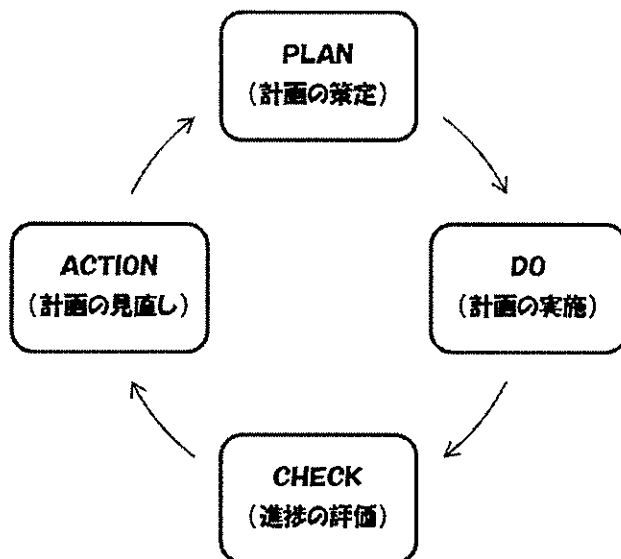 PLAN
(計画の策定)
DO
(計画の実施)
CHECK
(進捗の評価)
ACTION
(計画の見直し)